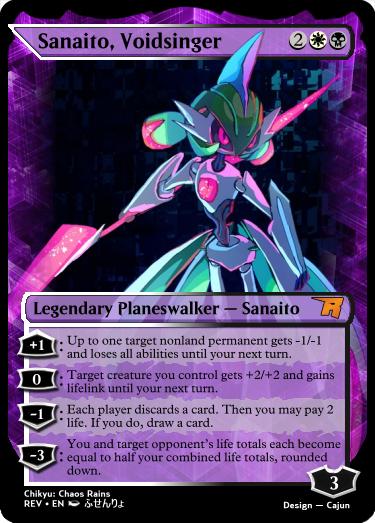 Sanaito, Voidsinger 2
Legendary Planeswalker — Sanaito
+1: Up to one target nonland permanent gets -1/-1
and loses all abilities until your next turn.
0: Target creature you control gets +2/+2 and gains
lifelink until your next turn.
-1: Each player discards a card. Then you may pay 2
life. If you do, draw a card.
-3: You and target opponent's life totals each become
equal to half your combined life totals, rounded
down.
3
Chikyu: Chaos Rains
REV • EN ふせんりょ
Design — Cajun